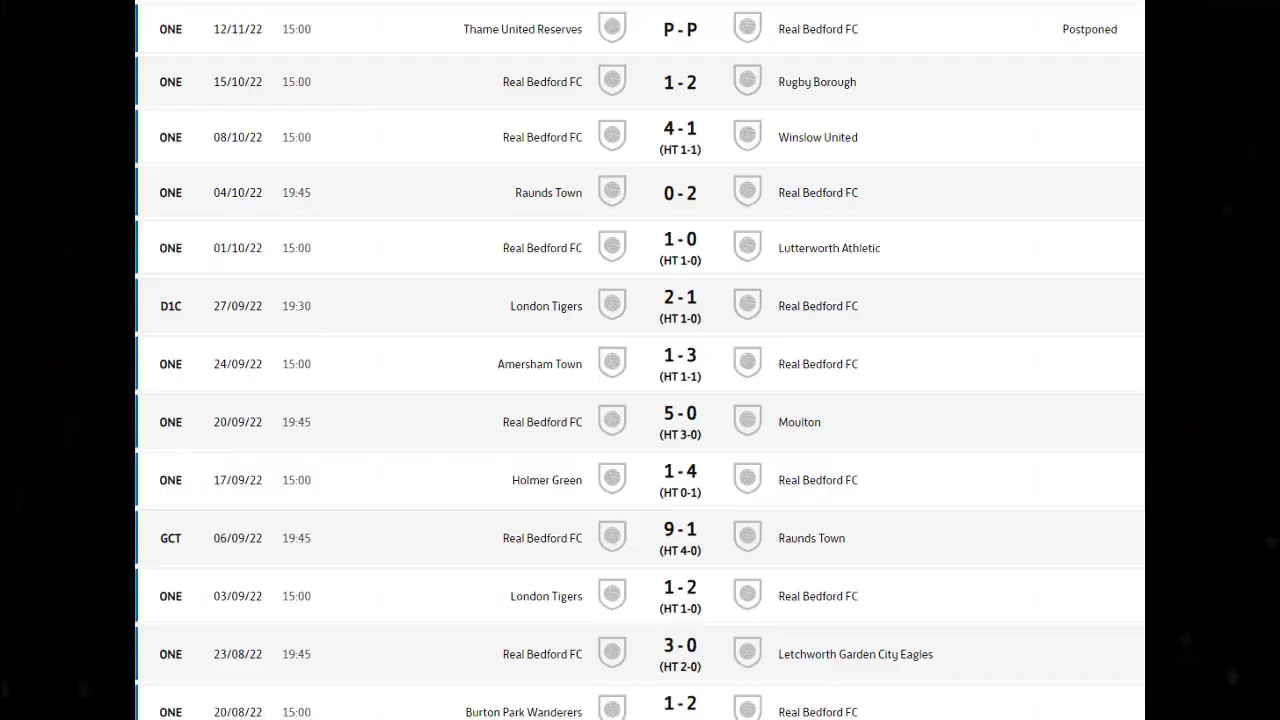 ONE 12/11/22 15:00 Thame United Reserves P - P Real Bedford FC Postponed
ONE 15/10/22 15:00 Real Bedford FC 1 - 2 Rugby Borough
ONE 08/10/22 15:00 Real Bedford FC 4 - 1 Winslow United
(HT 1-1)
ONE 04/10/22 19:45 Raunds Town 0 - 2 Real Bedford FC
ONE 01/10/22 15:00 Real Bedford FC 1 - 0 Lutterworth Athletic
(HT 1-0)
D1C 27/09/22 19:30 London Tigers 2 - 1 Real Bedford FC
(HT 1-0)
ONE 24/09/22 15:00 Amersham Town 1 - 3 Real Bedford FC
(HT 1-1)
ONE 20/09/22 19:45 Real Bedford FC 5 - 0 Moulton
(HT 3-0)
ONE 17/09/22 15:00 Holmer Green 1 - 4 Real Bedford FC
(HT 0-1)
GCT 06/09/22 19:45 Real Bedford FC 9 - 1 Raunds Town
(HT 4-0)
ONE 03/09/22 15:00 London Tigers 1 - 2 Real Bedford FC
(HT 1-0)
ONE 23/08/22 19:45 Real Bedford FC 3 - 0 Letchworth Garden City Eagles
(HT 2-0)
ONE 20/08/22 15:00 Burton Park Wanderers 1 - 2 Real Bedford FC